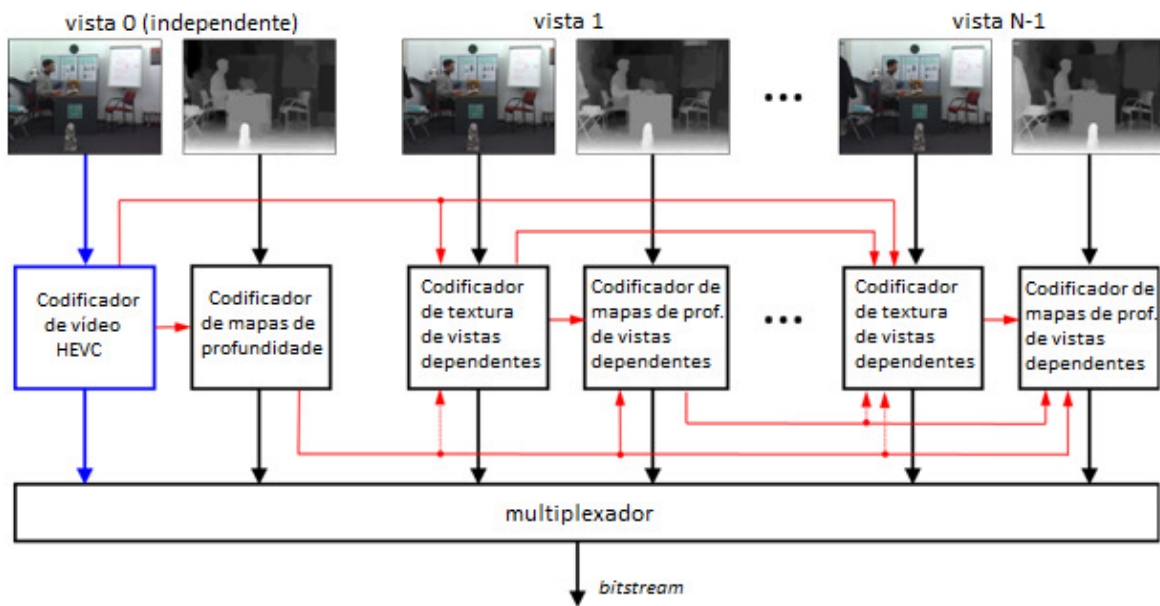 vista 0 (independente)
vista 1
vista N-1
Codificador
de vídeo
HEVC
Codificador
de mapas de
profundidade
Codificador
de textura
de vistas
dependentes
Codificador de
mapas de prof.
de vistas
dependentes
Codificador
de textura
de vistas
dependentes
Codificador de
mapas de prof.
de vistas
dependentes
multiplexador
bitstream